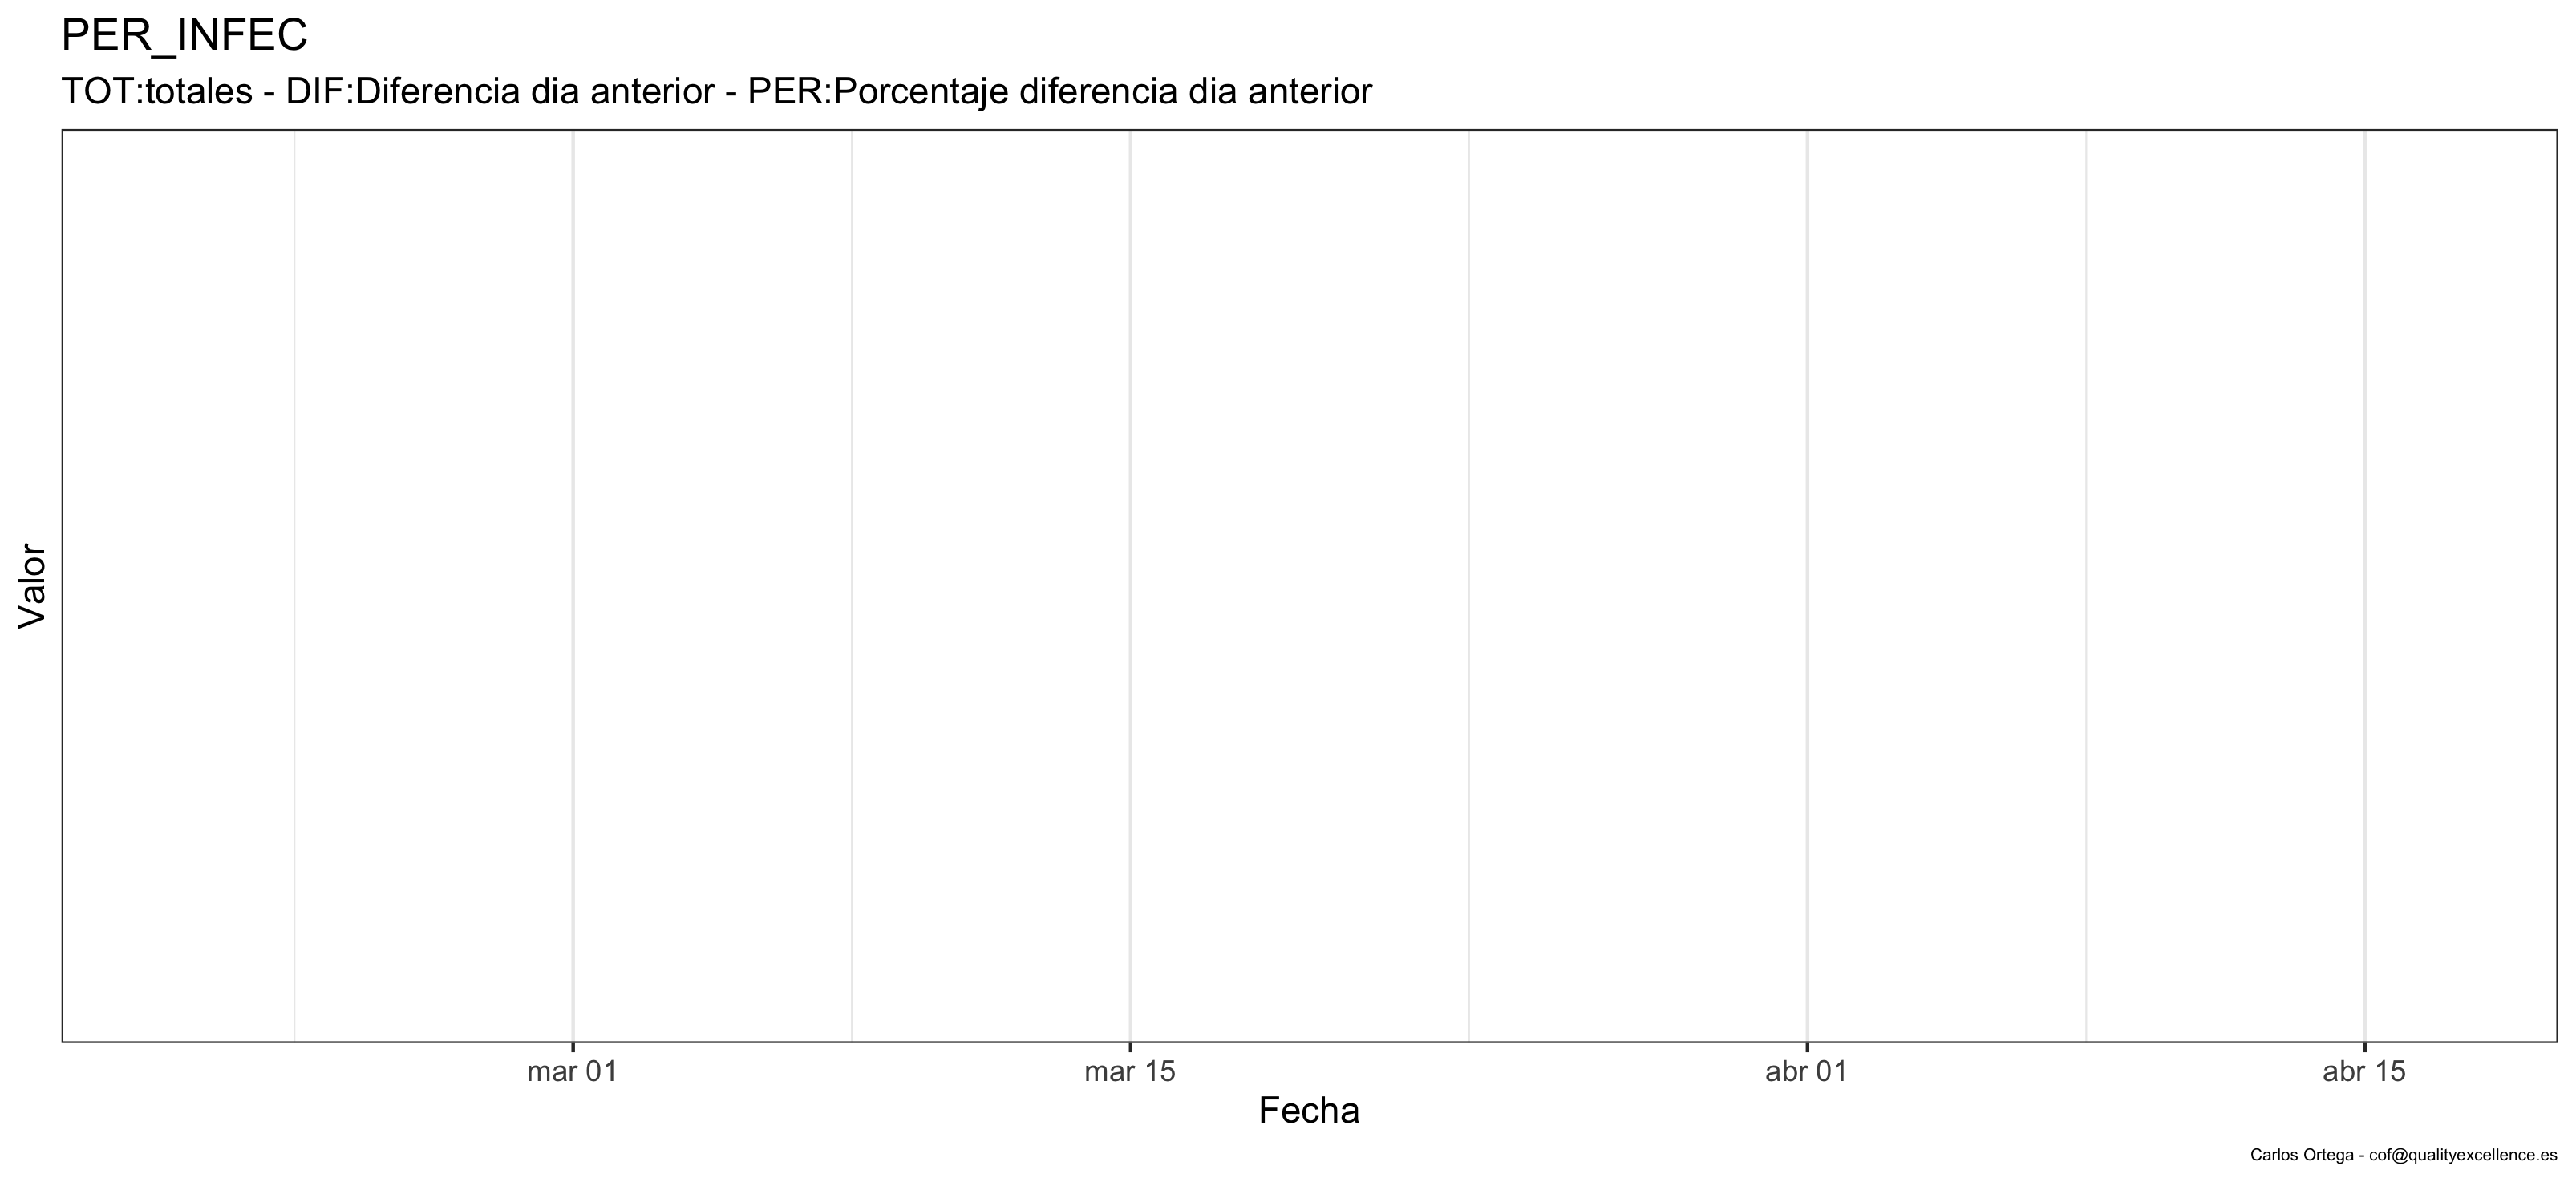 PER_INFEC
TOT:totales - DIF:Diferencia dia anterior - PER:Porcentaje diferencia dia anterior
Valor
mar 01
mar 15
abr 01
abr 15
Fecha
Carlos Ortega - cof@qualityexcellence.es